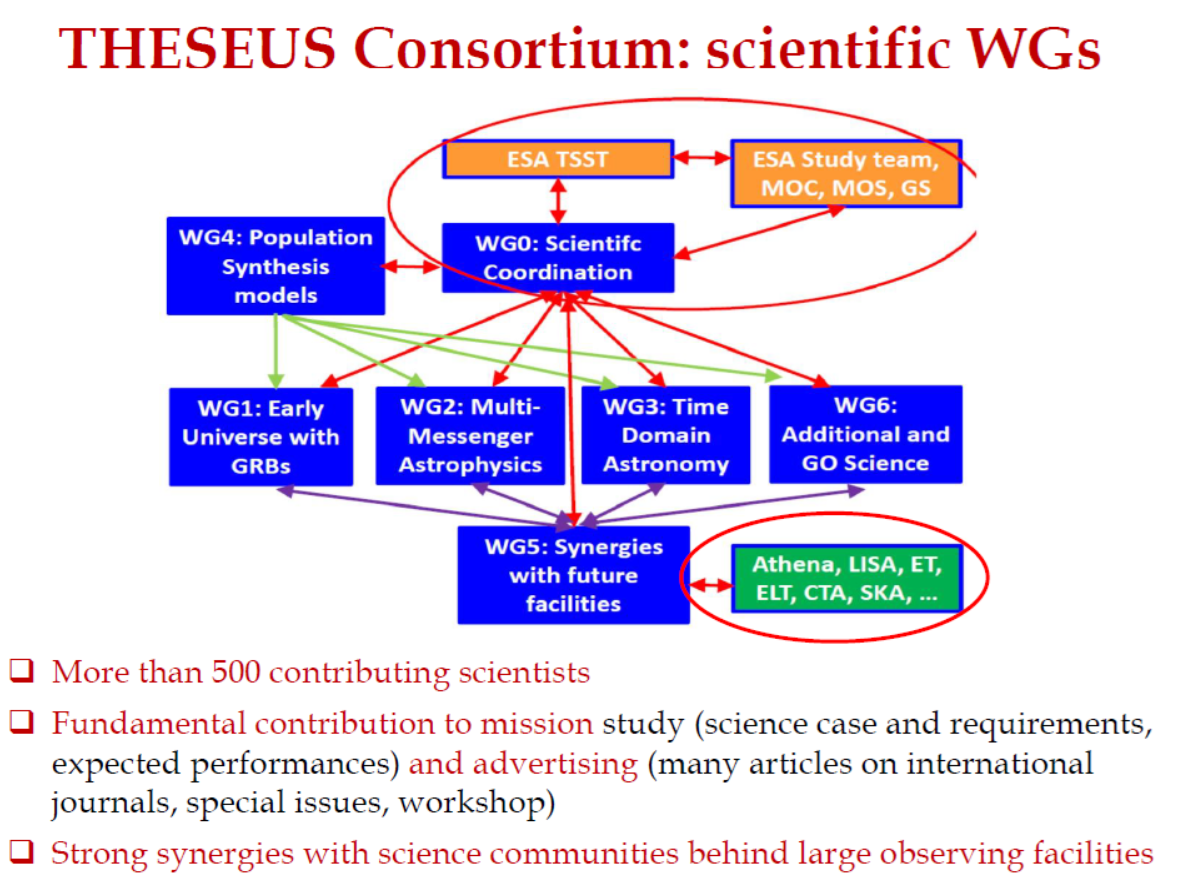 THESEUS Consortium: scientific WGs
ESA TSST
ESA Study team,
MOC, MOS, GS
WG4: Population
Synthesis
models
WG0: Scientifc
Coordination
WG1: Early
Universe with
GRBs
WG2: Multi-
Messenger
Astrophysics
WG3: Time
Domain
Astronomy
WG6:
Additional and
GO Science
WG5: Synergies
with future
facilities
Athena, LISA, ET,
ELT, CTA, SKA, ...
More than 500 contributing scientists
Fundamental contribution to mission study (science case and requirements,
expected performances) and advertising (many articles on international
journals, special issues, workshop)
Strong synergies with science communities behind large observing facilities